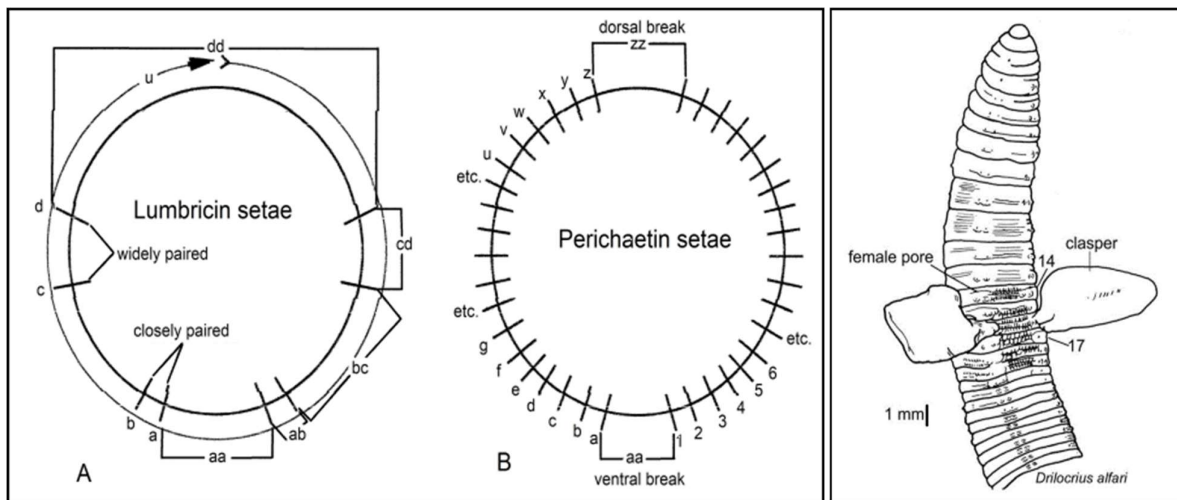 dd
u
d
Lumbricin setae
widely paired
cd
c
closely paired
bc
b
a
ab
aa
A
dorsal break
zz
z
y
x
w
v
u
etc.
Perichaetin setae
etc.
etc.
g
f
e
d
c
b
a
1
2
3
4
5
6
aa
B
ventral break
female pore
14
clasper
17
1 mm
Drilocrius alfari